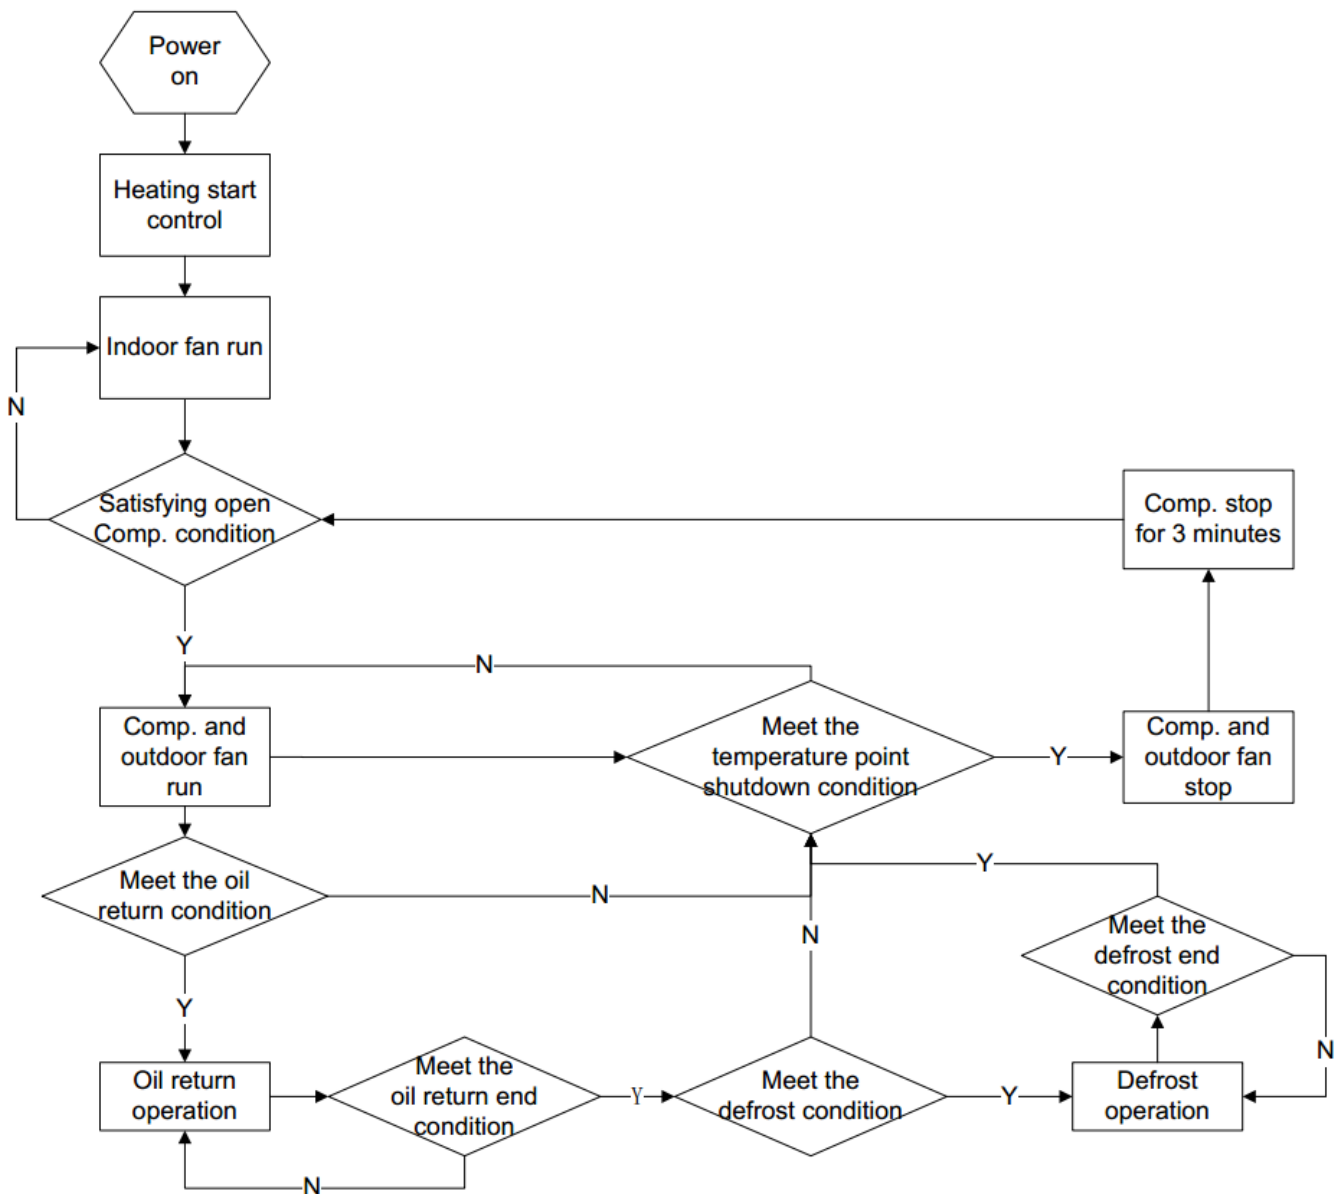 Power
on
Heating start
control
Indoor fan run
N
Satisfying open
Comp. condition
Comp. stop
for 3 minutes
Y
N
Comp. and
outdoor fan
run
Meet the
temperature point
shutdown condition
Y
Comp. and
outdoor fan
stop
Meet the oil
return condition
N
Y
N
Meet the
defrost end
condition
Y
N
Oil return
operation
Meet the
oil return end
condition
Y
Meet the
defrost condition
Y
Defrost
operation
N